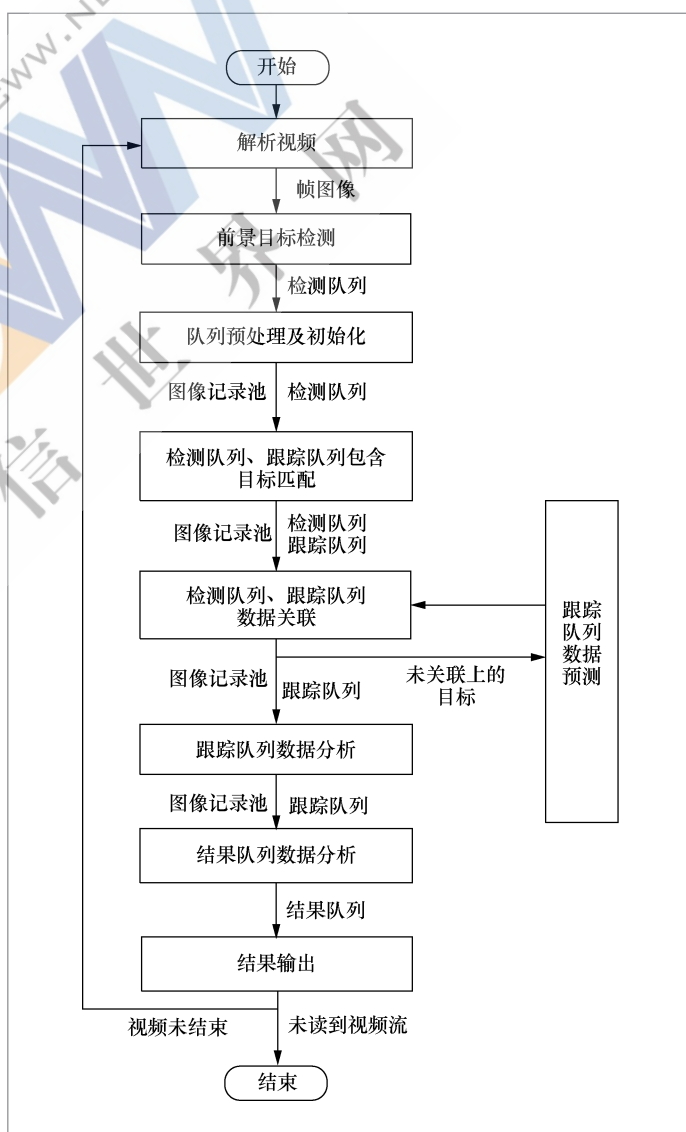 开始
解析视频
帧图像
前景目标检测
检测队列
队列预处理及初始化
图像记录池
检测队列
检测队列、跟踪队列包含
目标匹配
图像记录池
检测队列
跟踪队列
检测队列、跟踪队列
数据关联
跟踪
队列
数据
预测
图像记录池
跟踪队列
未关联上的
目标
跟踪队列数据分析
图像记录池
跟踪队列
结果队列数据分析
结果队列
结果输出
视频未结束
未读到视频流
结束
信世界网